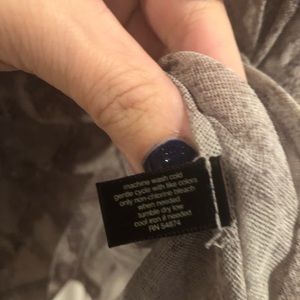 machine wash cold
gentle cycle with like colors
only non-chlorine bleach
when needed
tumble dry low
cool iron if needed
RN 54874